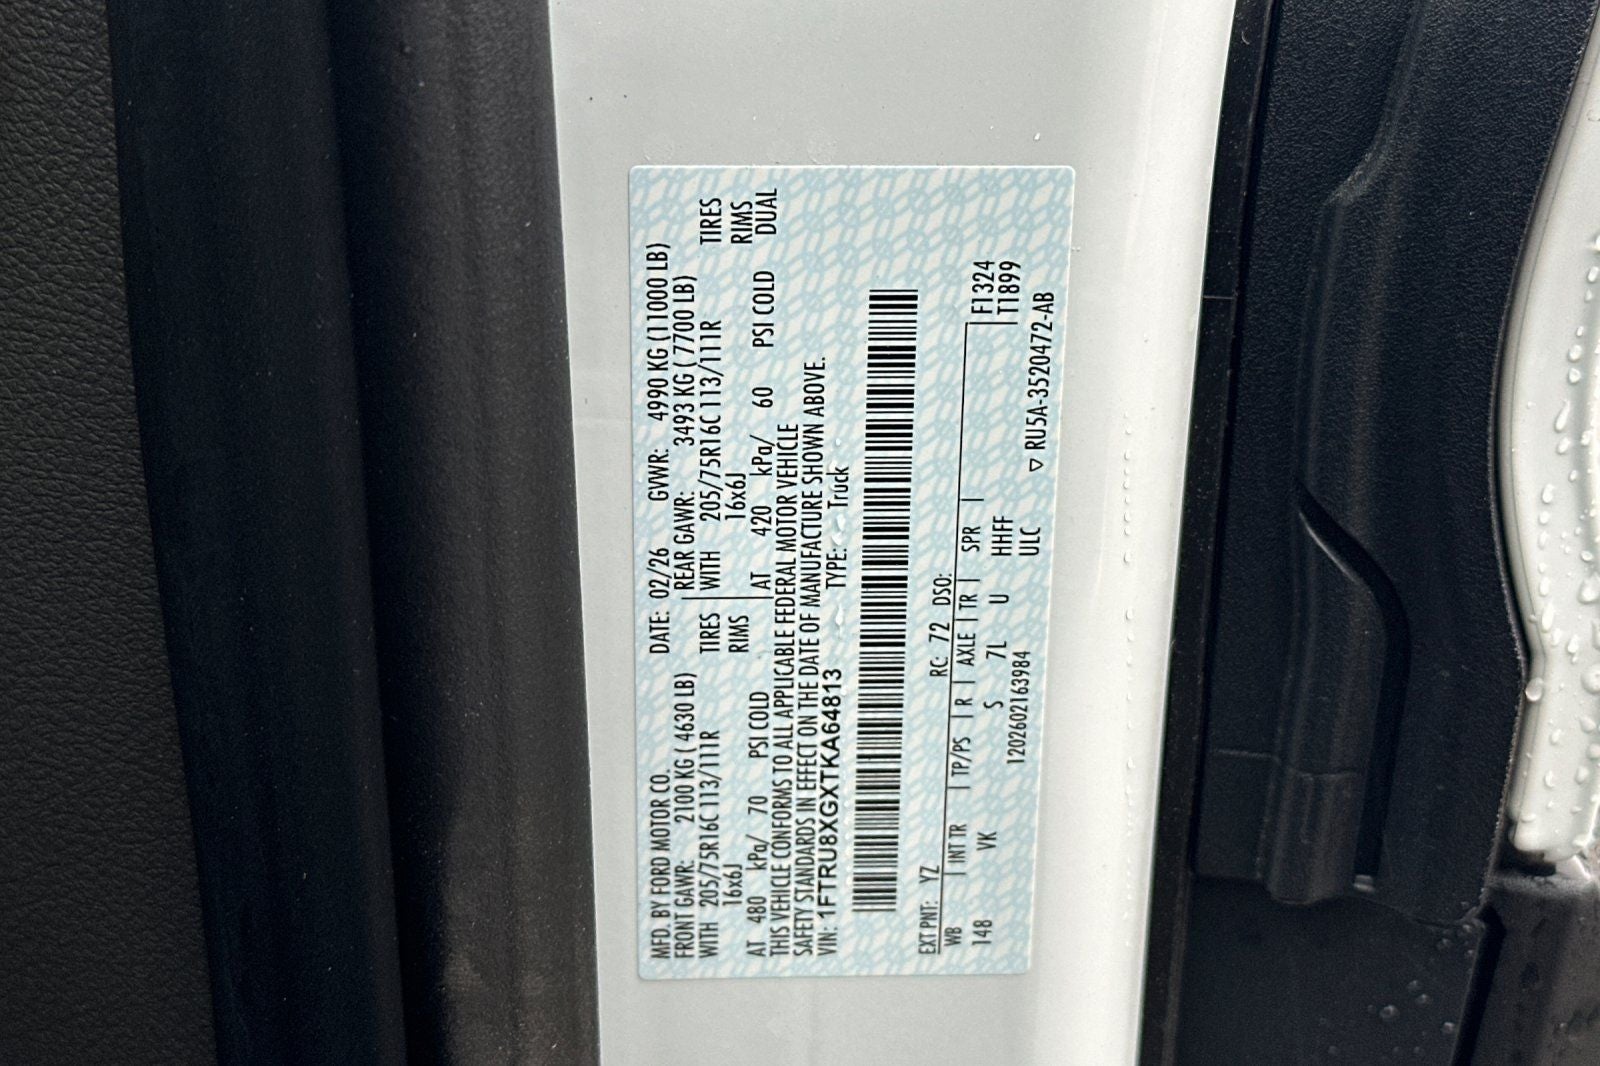 MFD. BY FORD MOTOR CO. DATE: 02/26 GVWR: 4990 KG (11000 LB)
FRONT GAWR: 2100 KG ( 4630 LB) REAR GAWR: 3493 KG ( 7700 LB)
WITH 205/75R16C 113/111R TIRES WITH 205/75R16C 113/111R TIRES
16x6J RIMS 16x6J RIMS
AT 480 kPa/ 70 PSI COLD AT 420 kPa/ 60 PSI COLD DUAL
THIS VEHICLE CONFORMS TO ALL APPLICABLE FEDERAL MOTOR VEHICLE
SAFETY STANDARDS IN EFFECT ON THE DATE OF MANUFACTURE SHOWN ABOVE.
VIN: 1FTRU8XGXTKA64813 TYPE: Truck
EXT PNT: YZ RC: 72 DSO:
WB INT TR TP/PS R AXLE TR SPR F1324
148 VK S 7L U HHFF T1899
120260216398​4 ULC ▽ RU5A-3520472-AB